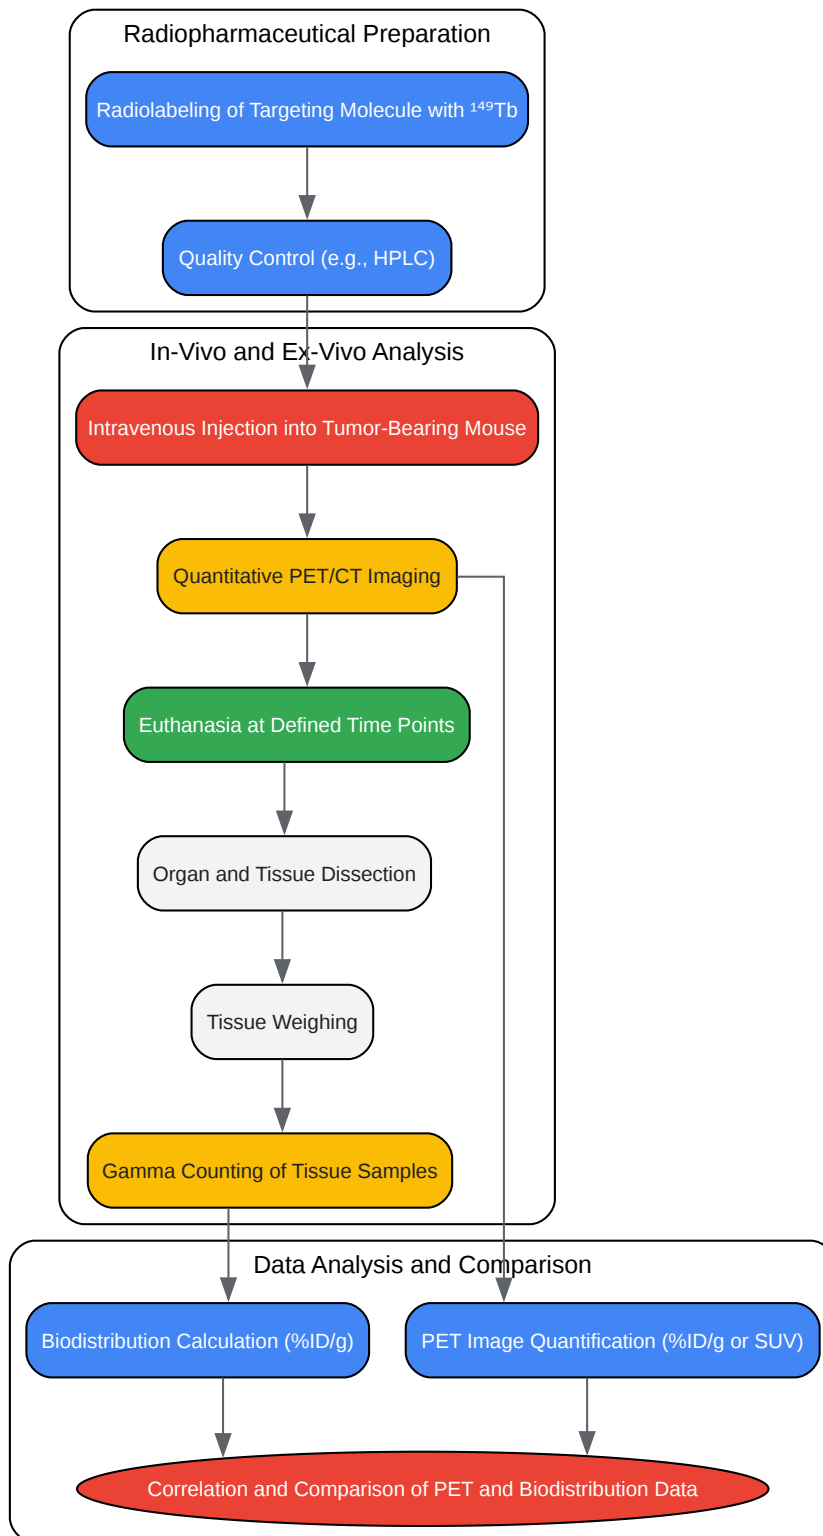 Radiopharmaceutical Preparation
Radiolabeling of Targeting Molecule with ¹⁴⁹Tb
Quality Control (e.g., HPLC)
In-Vivo and Ex-Vivo Analysis
Intravenous Injection into Tumor-Bearing Mouse
Quantitative PET/CT Imaging
Euthanasia at Defined Time Points
Organ and Tissue Dissection
Tissue Weighing
Gamma Counting of Tissue Samples
Data Analysis and Comparison
Biodistribution Calculation (%ID/g)
PET Image Quantification (%ID/g or SUV)
Correlation and Comparison of PET and Biodistribution Data